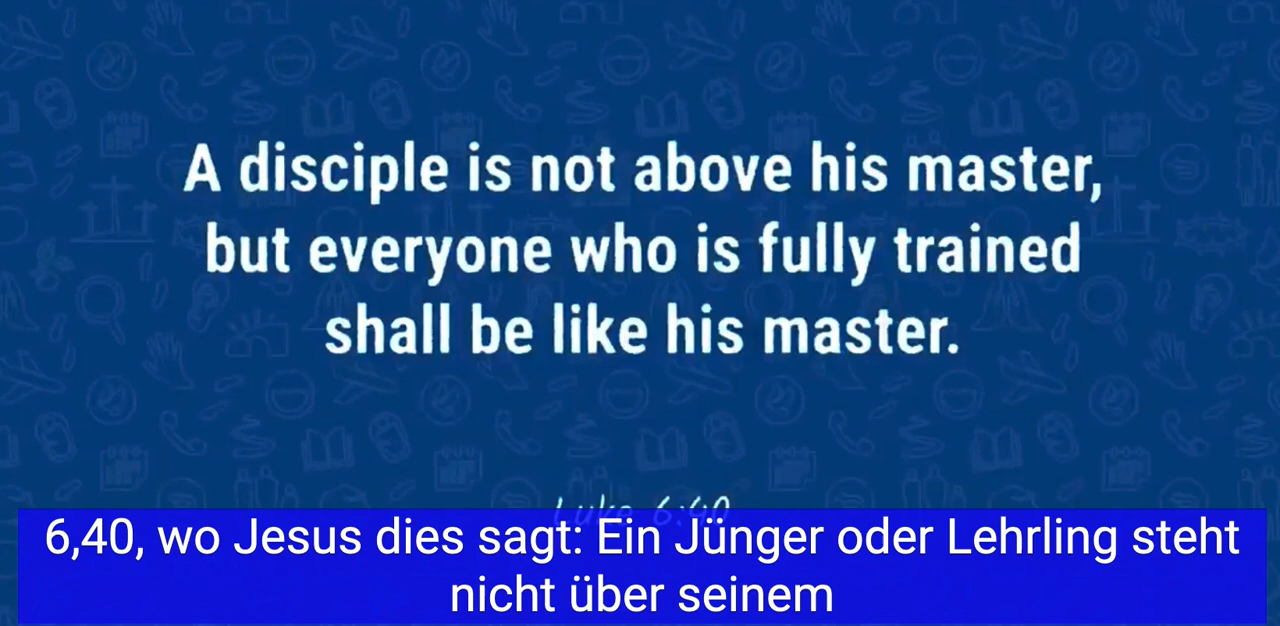 A disciple is not above his master,
but everyone who is fully trained
shall be like his master.
Luke 6:40
6,40, wo Jesus dies sagt: Ein Jünger oder Lehrling steht
nicht über seinem